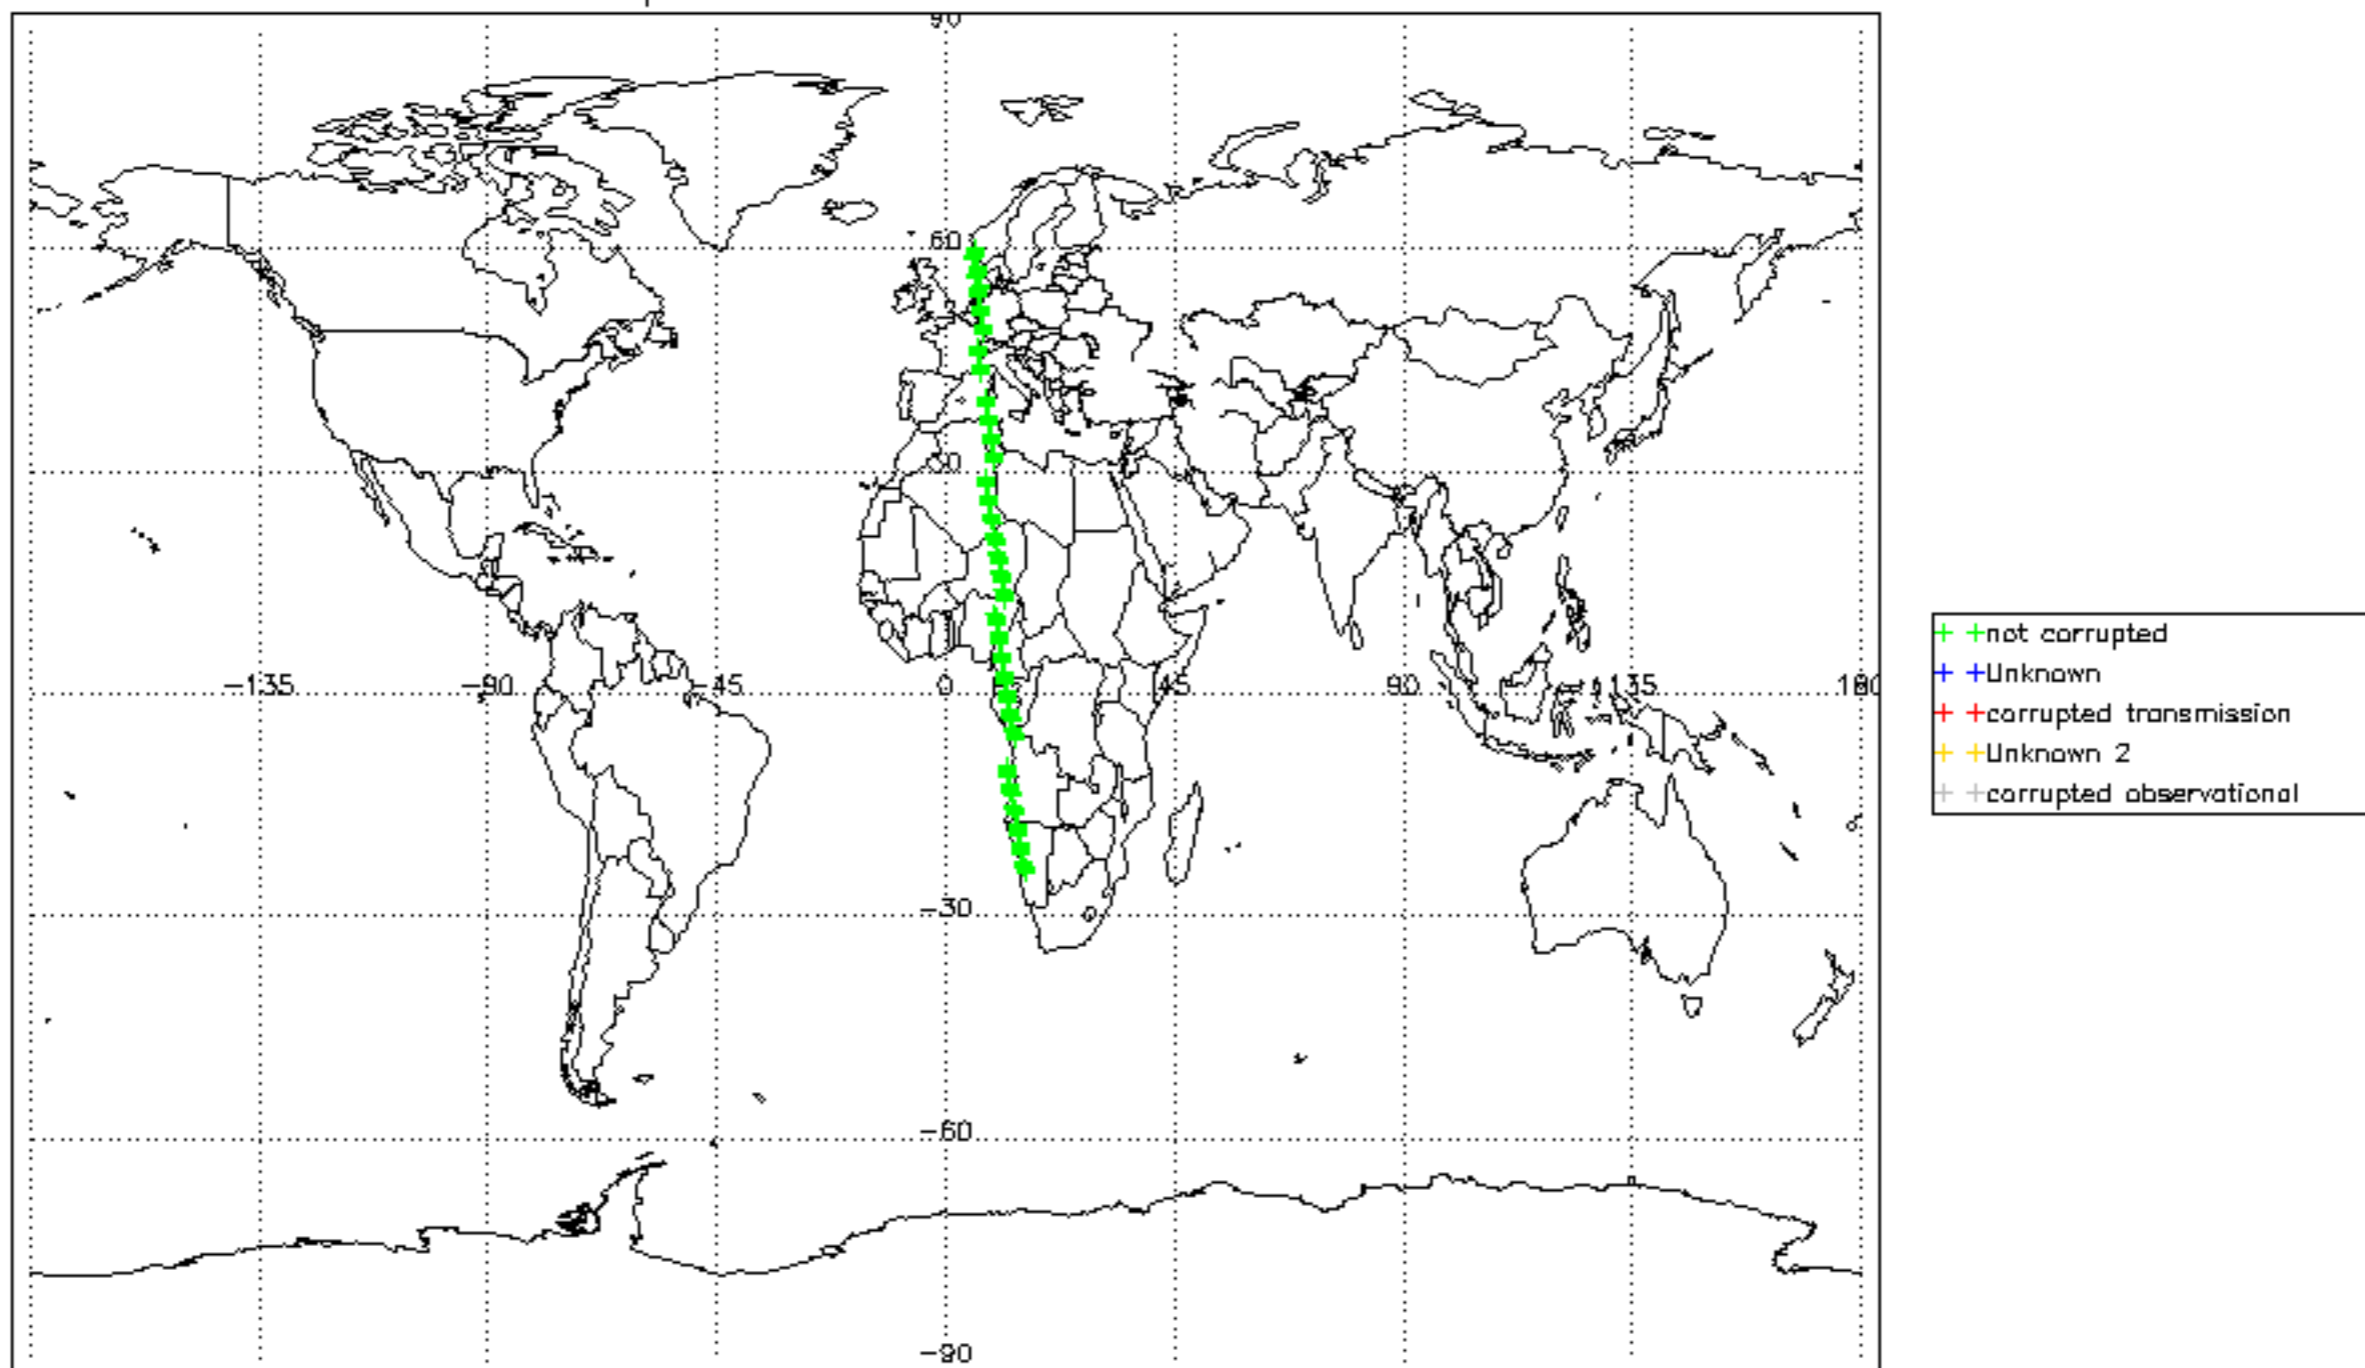 90
60
30
-135 -90 -45 0 45 90 135 180
-30
-60
-90
not corrupted
Unknown
corrupted transmission
Unknown 2
corrupted observational